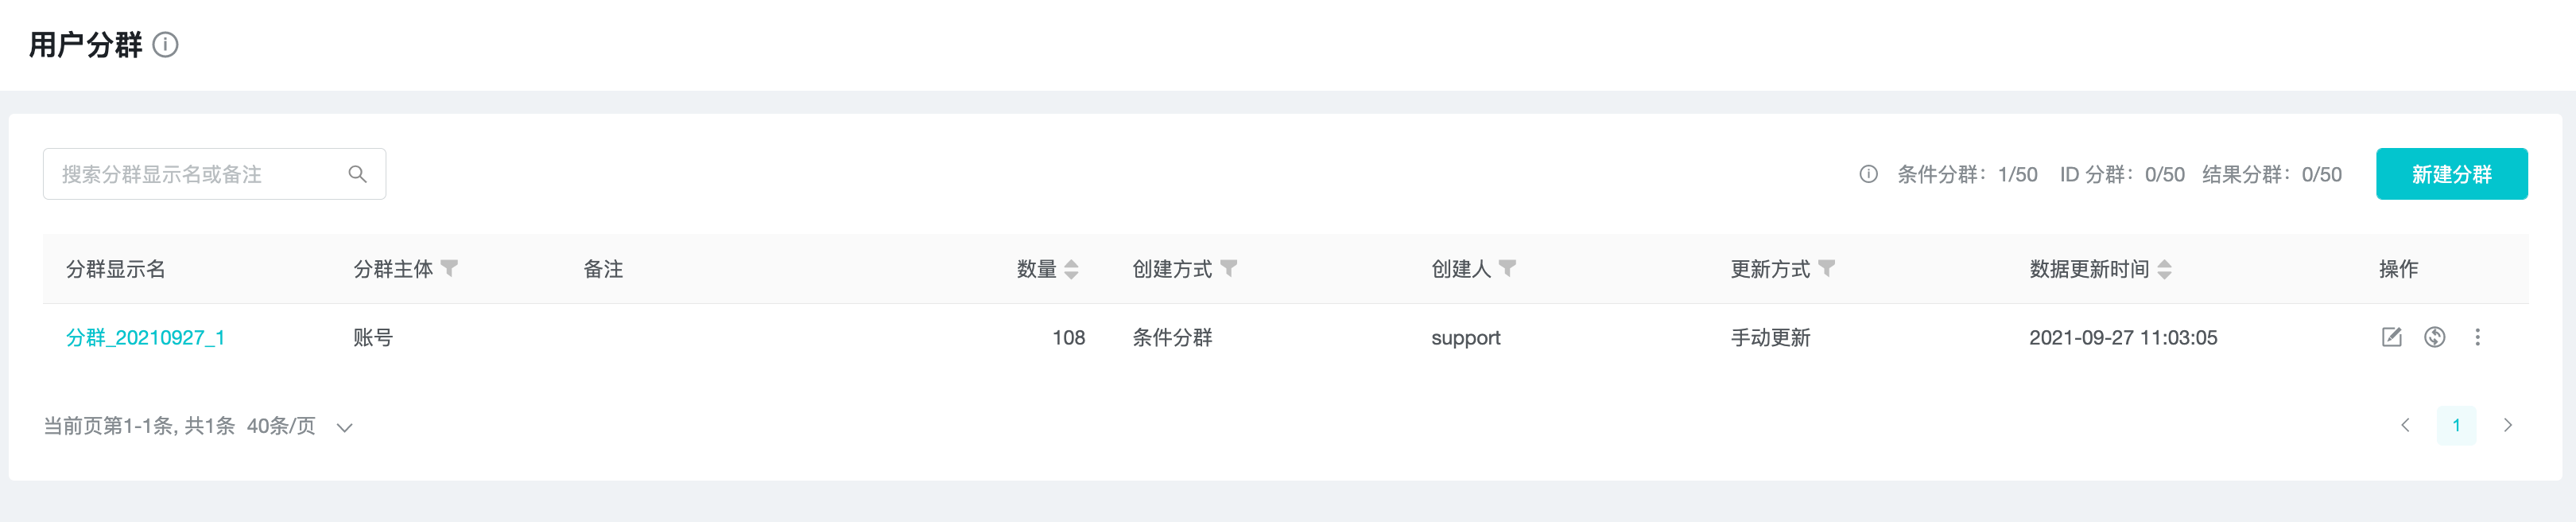 用户分群
搜索分群显示名或备注 条件分群：1/50 ID 分群：0/50 结果分群：0/50 新建分群
分群显示名 分群主体 备注 数量 创建方式 创建人 更新方式 数据更新时间 操作
分群_20210927_1 账号 108 条件分群 support 手动更新 2021-09-27 11:03:05
当前页第1-1条, 共1条 40条/页 1